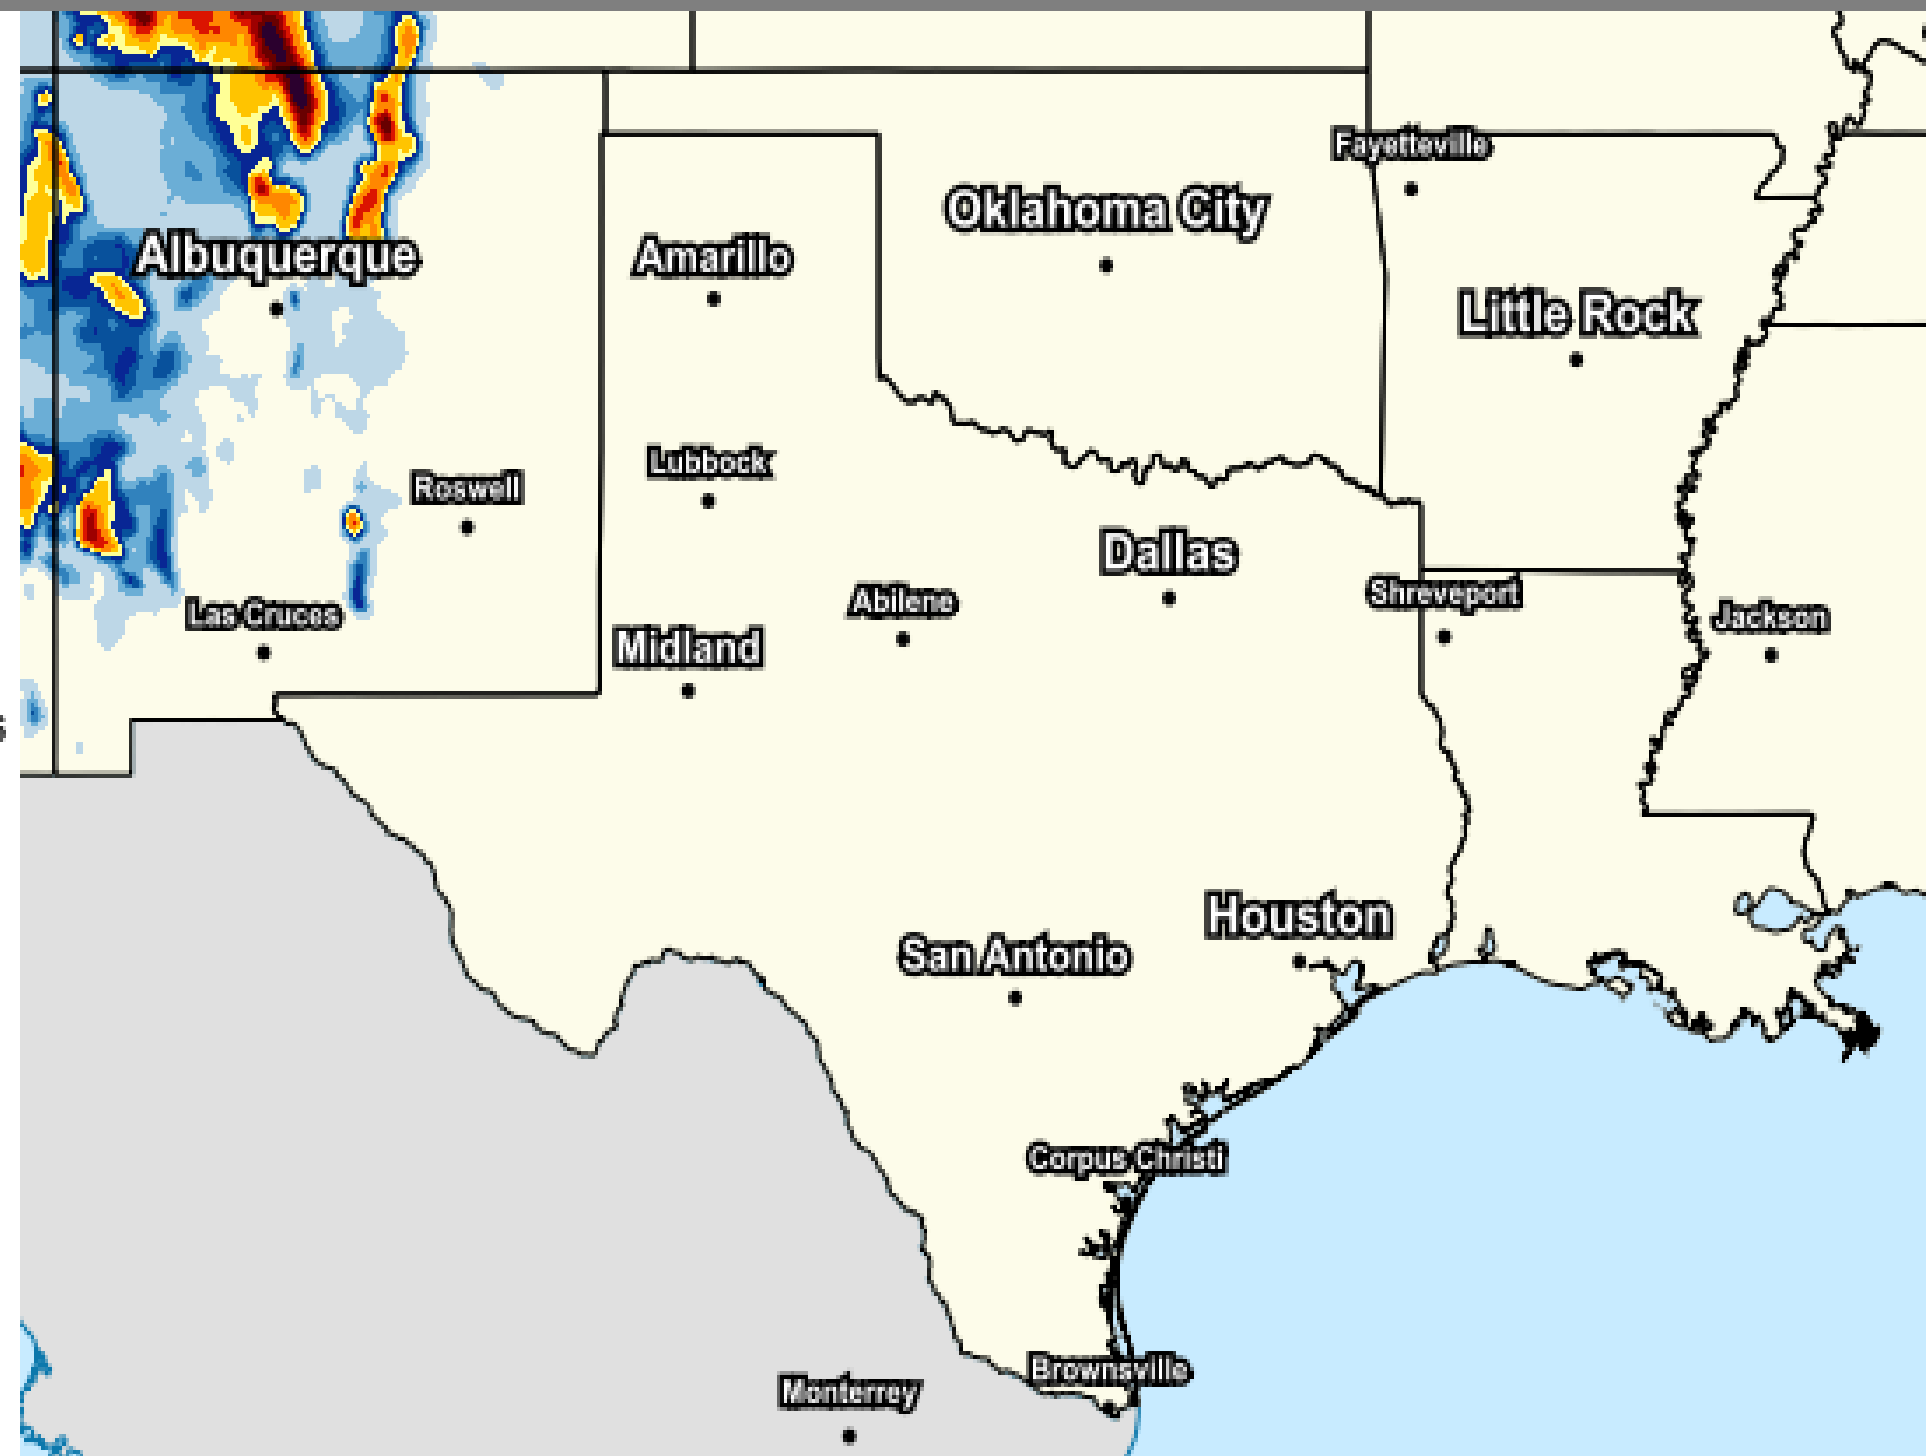 Fayetteville
Oklahoma City
Albuquerque
Amarillo
Little Rock
Lubbock
Roswell
Dallas
Shreveport
Abilene
Las Cruces
Jackson
Midland
s
Houston
San Antonio
Corpus Christi
Brownsville
Monterrey